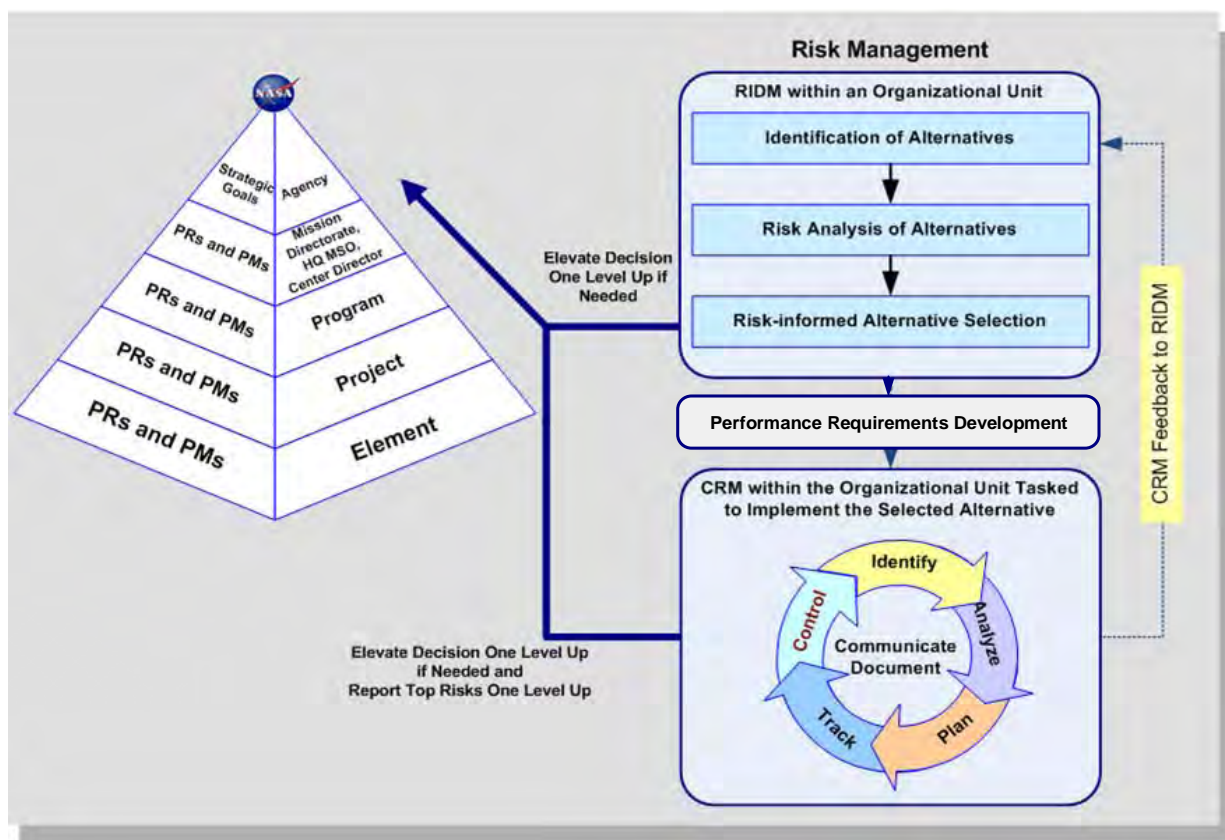 Risk Management
NASA
Strategic
Goals
Agency
PRs and PMs
Mission
Directorate,
HQ MSO,
Center Director
PRs and PMs
Program
PRs and PMs
Project
PRs and PMs
Element
Elevate Decision
One Level Up if
Needed
RIDM within an Organizational Unit
Identification of Alternatives
Risk Analysis of Alternatives
Risk-informed Alternative Selection
Performance Requirements Development
CRM within the Organizational Unit Tasked
to Implement the Selected Alternative
Identify
Analyze
Plan
Track
Control
Communicate
Document
Elevate Decision One Level Up
if Needed and
Report Top Risks One Level Up
CRM Feedback to RIDM